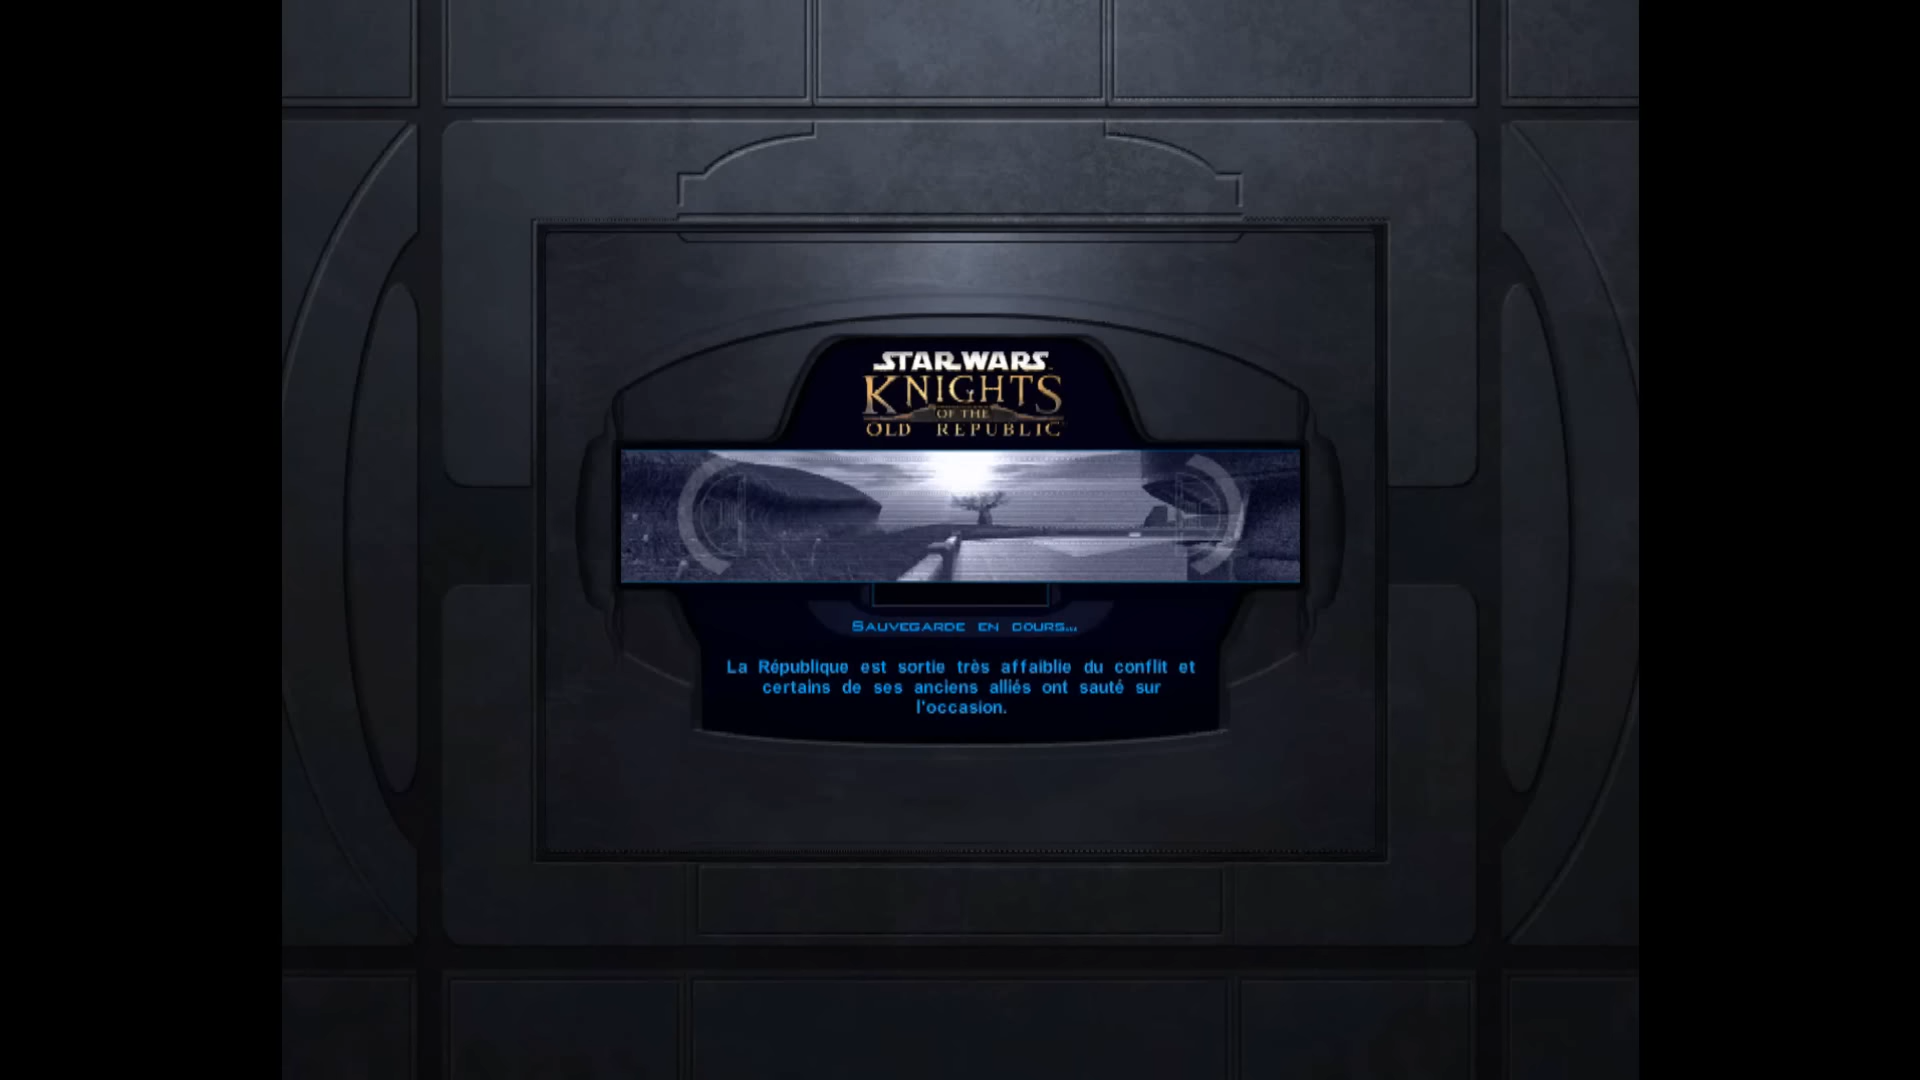 STAR WARS
KNIGHTS
OF THE
OLD REPUBLIC
Sauvegarde en cours...
La République est sortie très affaiblie du conflit et
certains de ses anciens alliés ont sauté sur
l'occasion.